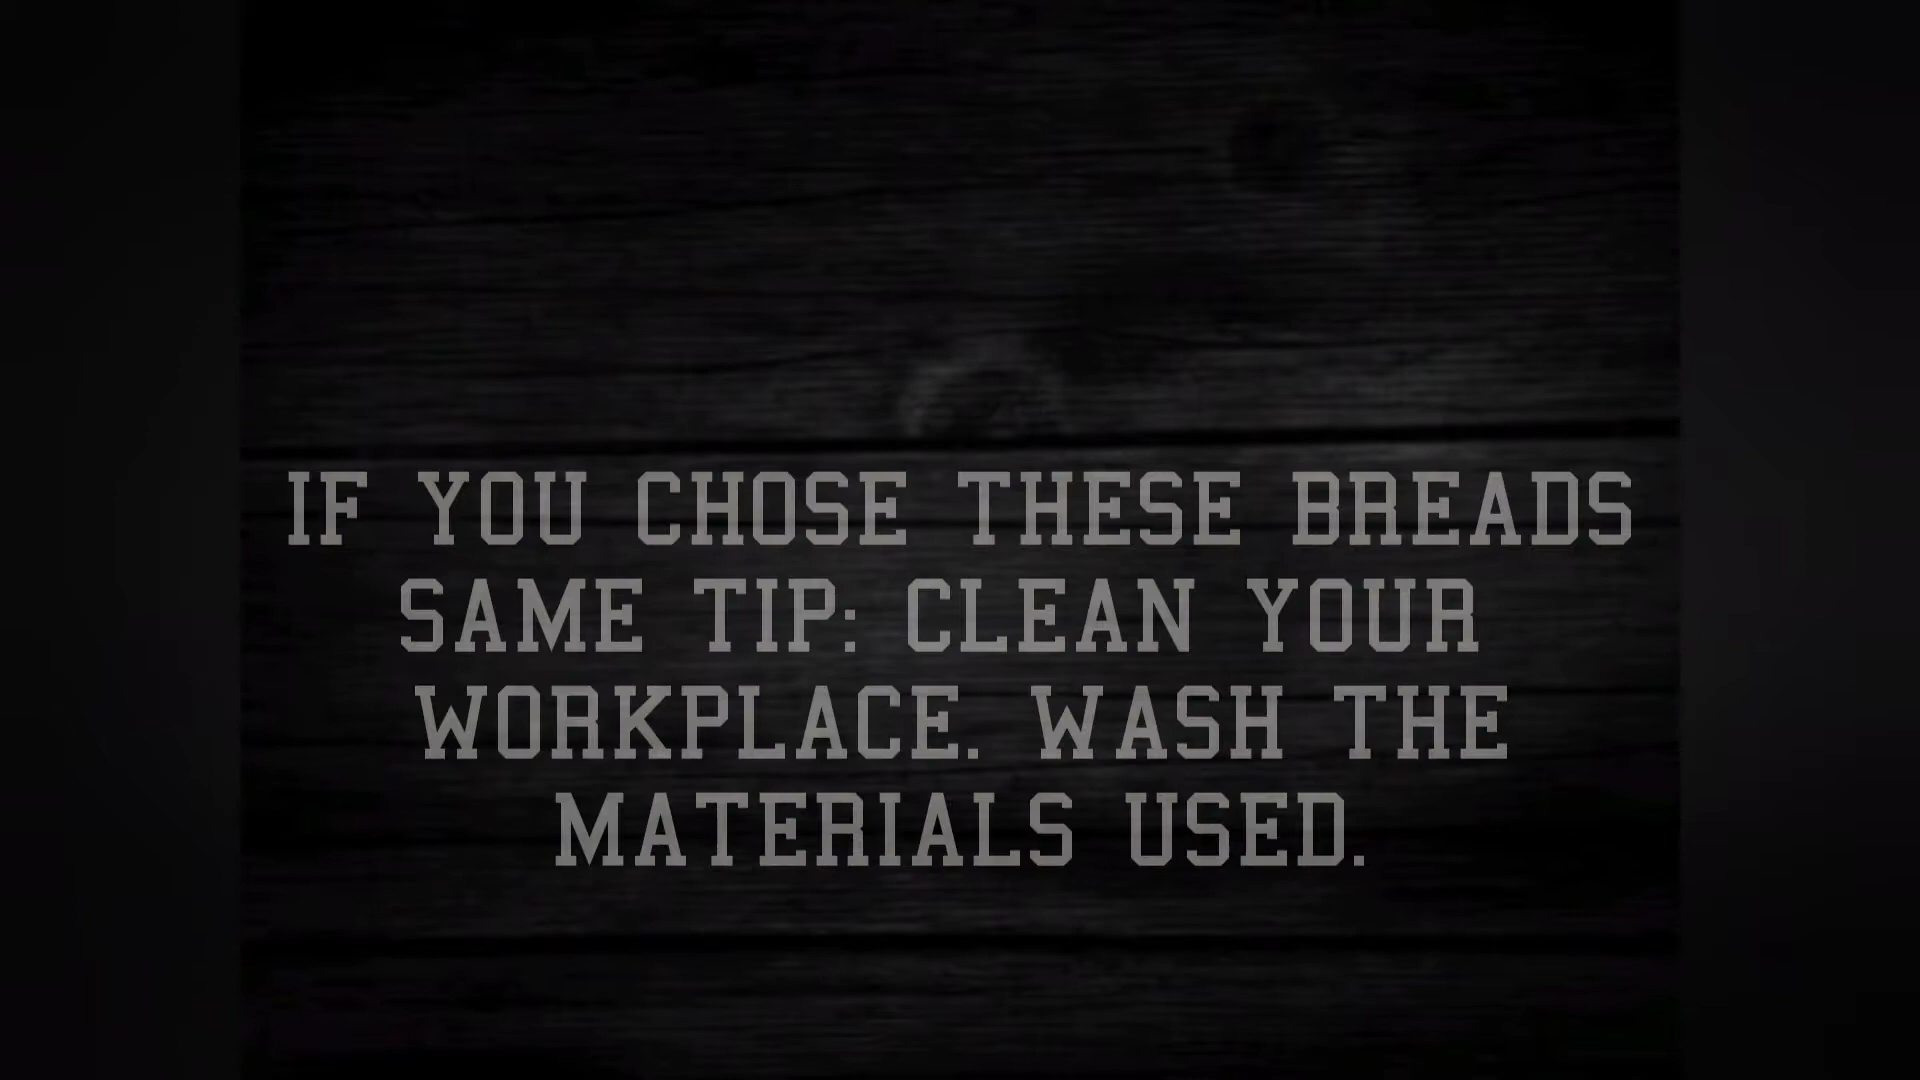 IF YOU CHOSE THESE BREADS
SAME TIP: CLEAN YOUR
WORKPLACE. WASH THE
MATERIALS USED.